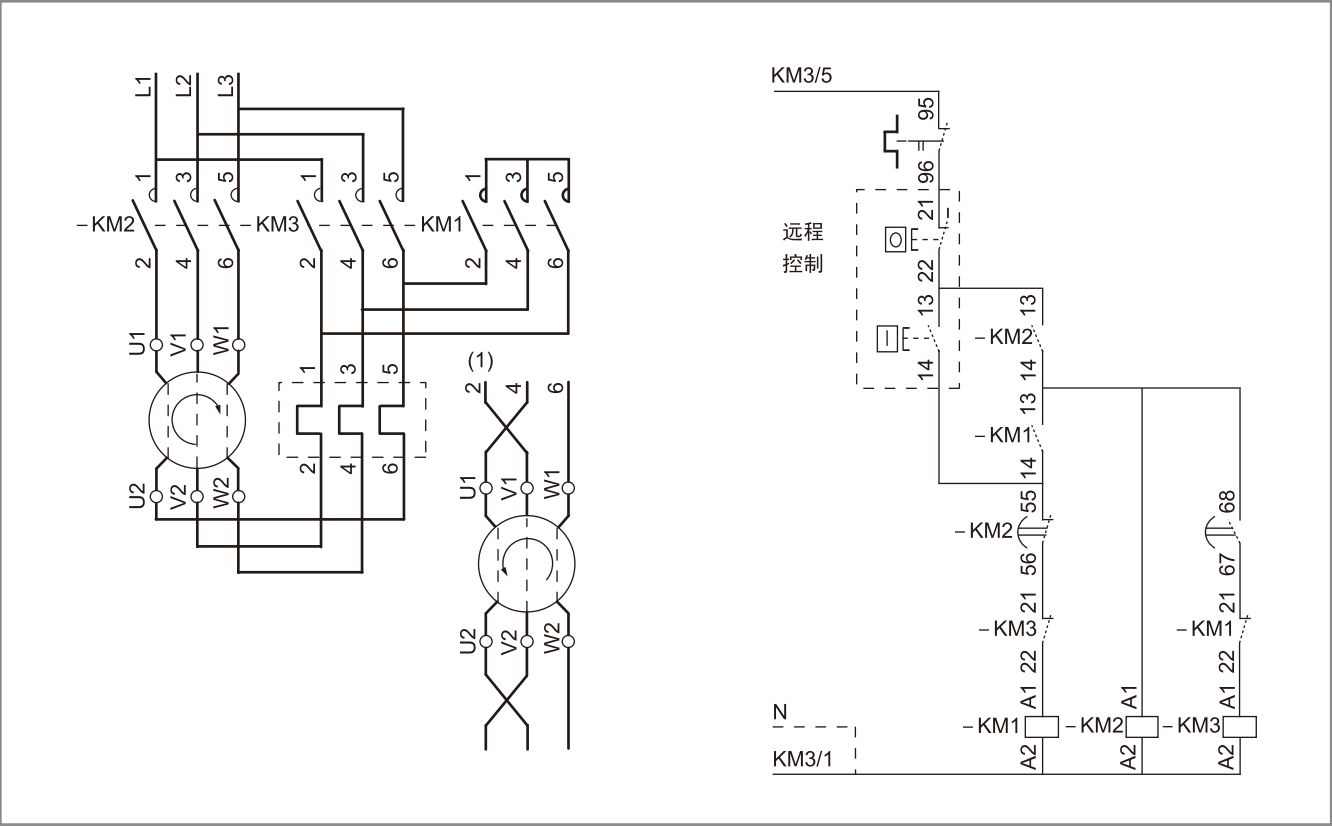 L1 L2 L3
1 3 5 1 3 5 1 3 5
–KM2 –KM3 –KM1
2 4 6 2 4 6 2 4 6
U1 V1 W1
(1)
1 3 5
2 4 6
2 4 6
U2 V2 W2
U1 V1 W1
U2 V2 W2
KM3/5
95
96
远程
控制
21
O
22
13
I
14
13
–KM2
14
13
–KM1
14
55
–KM2
56
68
67
21
–KM3
22
21
–KM1
22
A1 A1 A1
–KM1 –KM2 –KM3
A2 A2 A2
N
KM3/1